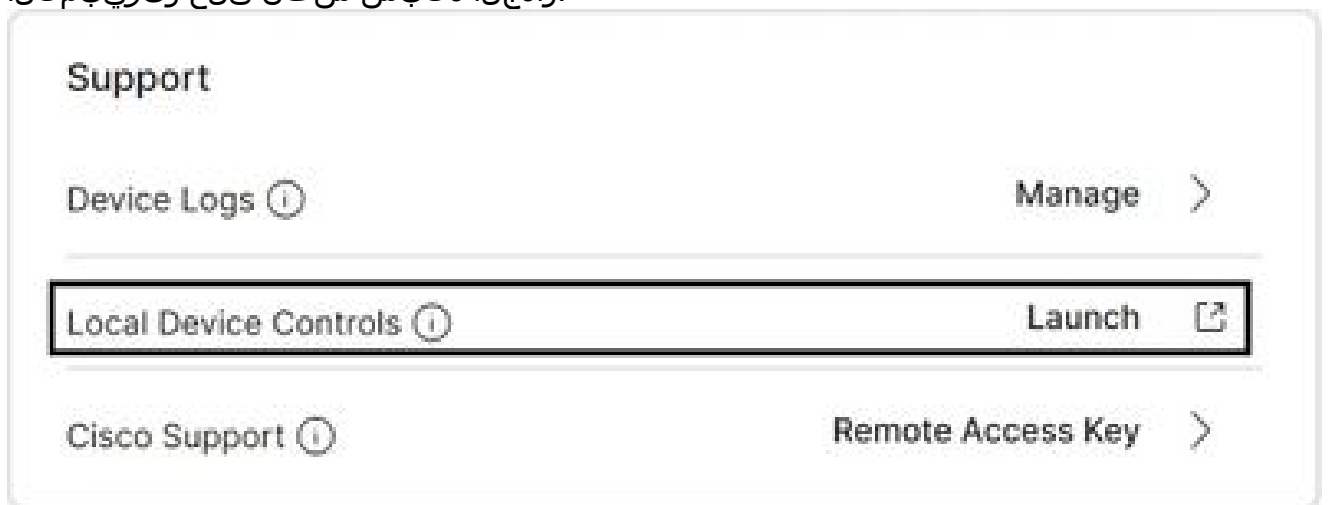 Support
Device Logs
Manage
Local Device Controls
Launch
Cisco Support
Remote Access Key